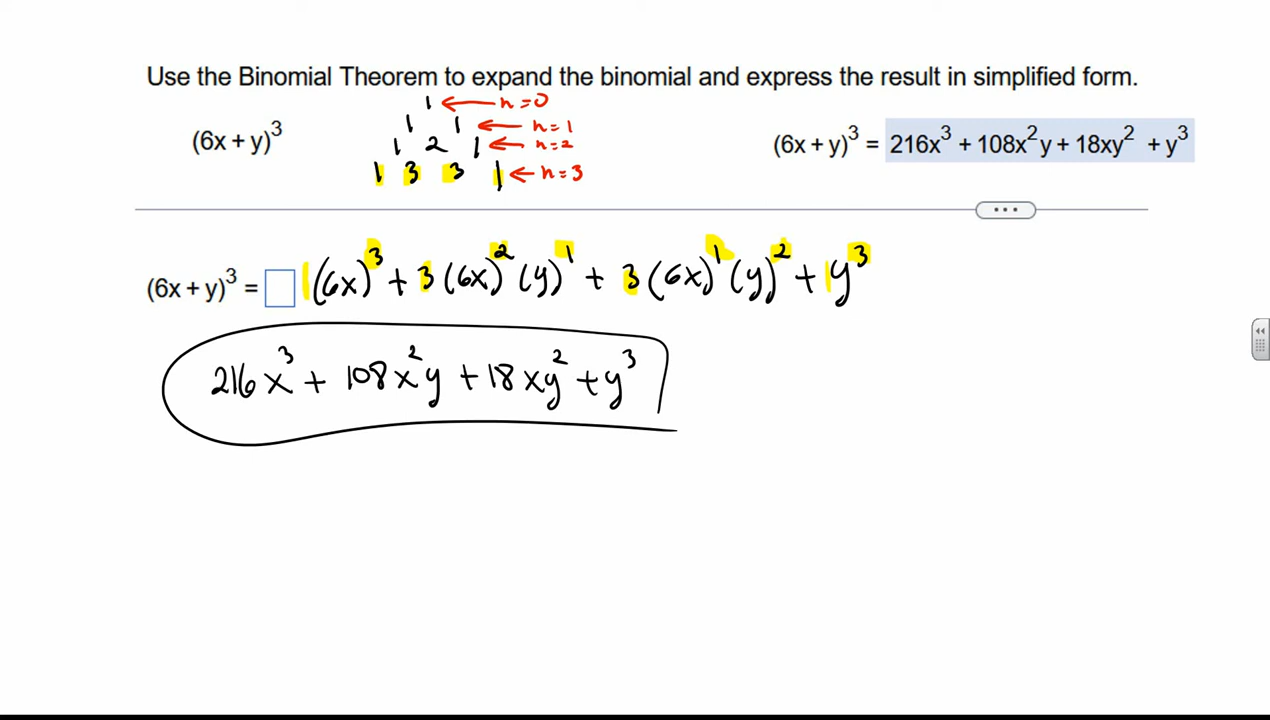 Use the Binomial Theorem to expand the binomial and express the result in simplified form.
1 ← n=0
1 1 ← n=1
1 2 1 ← n=2
1 3 3 1 ← n=3
(6x + y)³
(6x + y)³ = 216x³ + 108x²y + 18xy² + y³
(6x + y)³ = 1(6x)³ + 3(6x)²(y)¹ + 3(6x)¹(y)² + 1y³
216x³ + 108x²y + 18xy² + y³